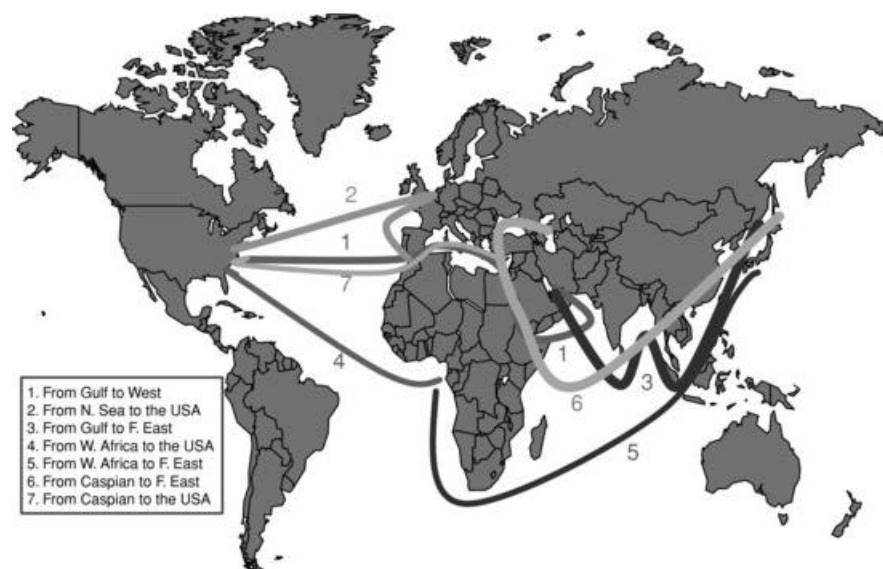 2
1
7
4
1
3
6
5
1. From Gulf to West
2. From N. Sea to the USA
3. From Gulf to F. East
4. From W. Africa to the USA
5. From W. Africa to F. East
6. From Caspian to F. East
7. From Caspian to the USA